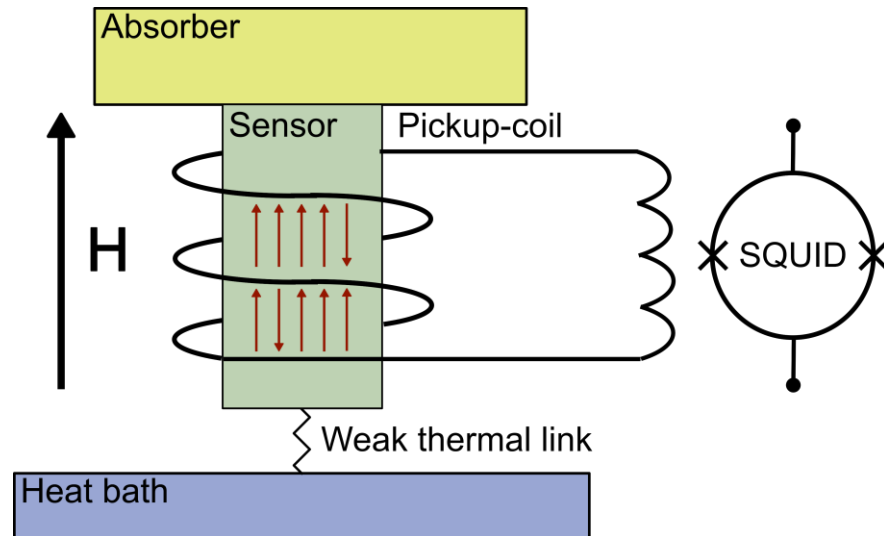 Absorber
Sensor
Pickup-coil
H
SQUID
Weak thermal link
Heat bath